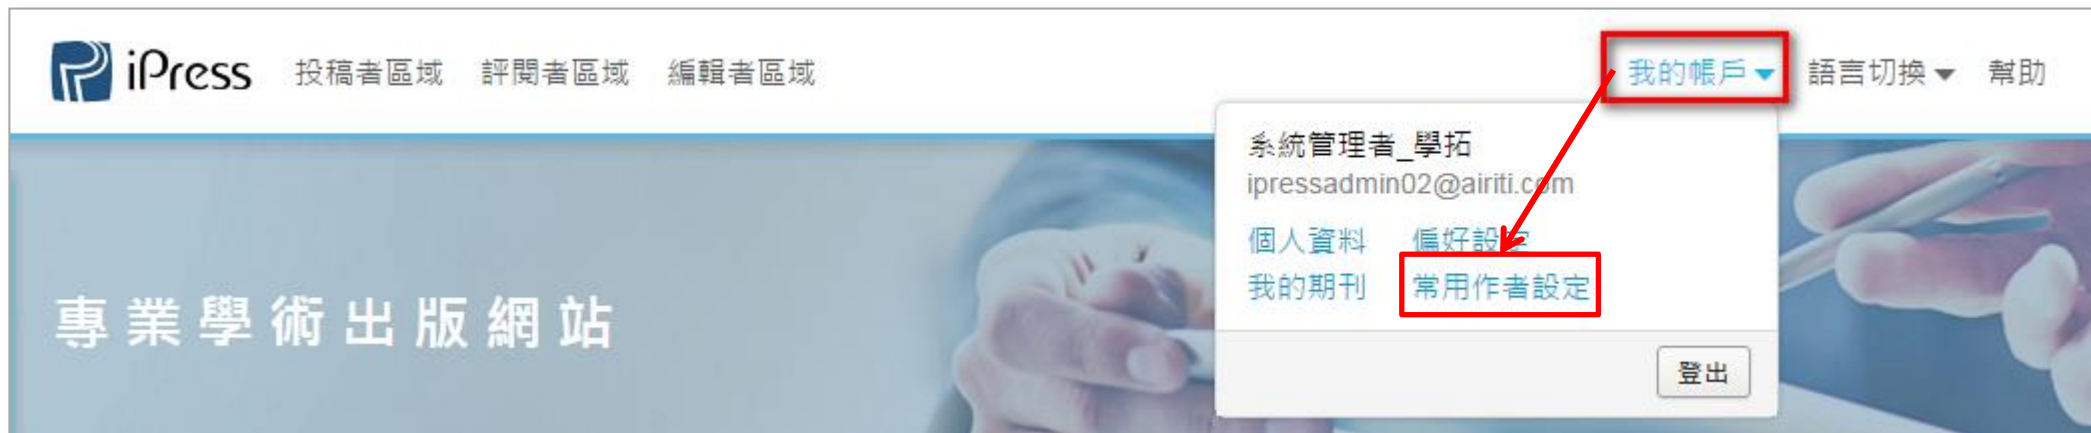 iPress 投稿者區域 評閱者區域 編輯者區域 我的帳戶 語言切換 幫助
系統管理者_學拓
ipressadmin02@airiti.com
個人資料 偏好設定
我的期刊 常用作者設定
專業學術出版網站
登出